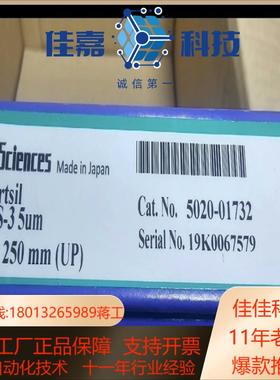 佳嘉 科技
诚信第一
Sciences Made in Japan
rtsil
S-3 5um
250 mm (UP)
Cat. No. 5020-01732
Serial No. 19K0067579
线:18013265989蒋工
工厂正品保障 支持开票
自动化技术 十一年行业经验
佳佳科
11年老
爆款推